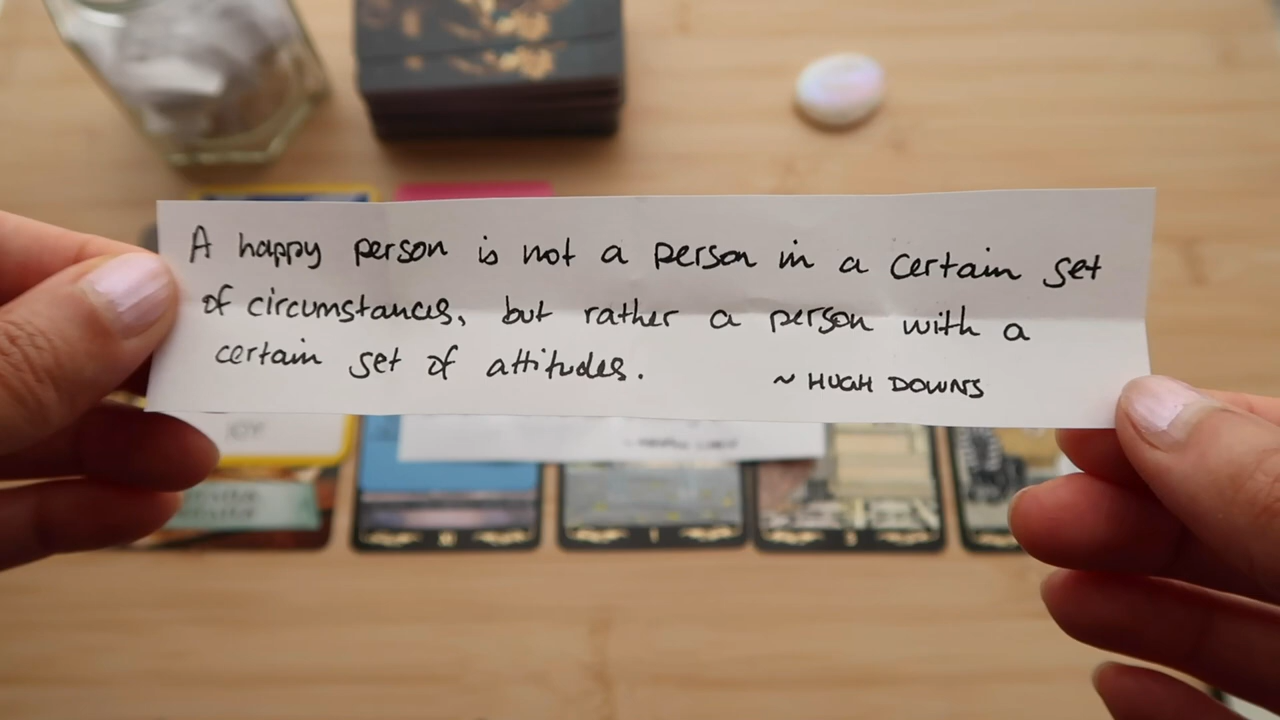 A happy person is not a person in a certain set
of circumstances, but rather a person with a
certain set of attitudes.
~ HUGH DOWNS
JOY